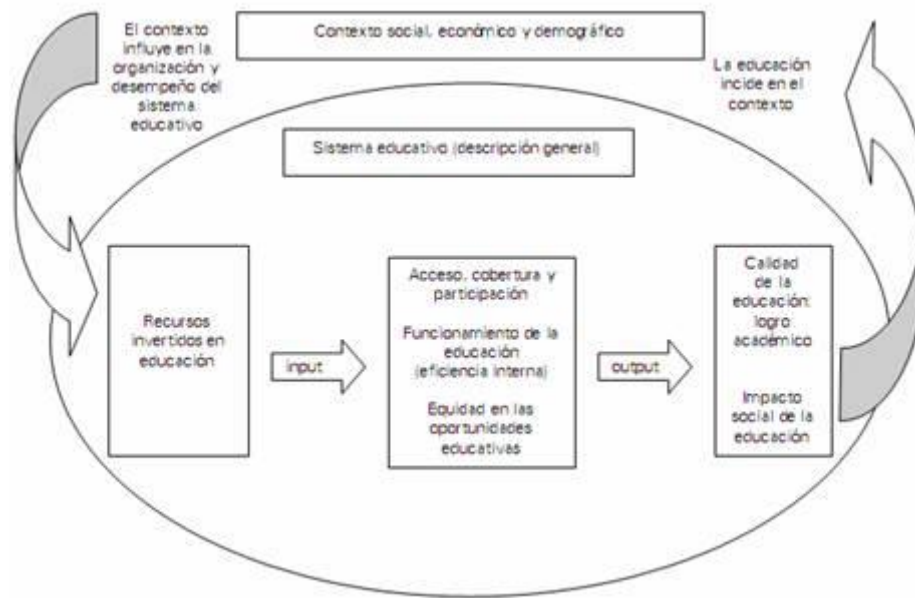 El contexto
influye en la
organización y
desempeño del
sistema
educativo
Contexto social, económico y demográfico
La educación
incide en el
contexto
Sistema educativo (descripción general)
Recursos
invertidos en
educación
input
Acceso, cobertura y
participación
Funcionamiento de la
educación
(eficiencia interna)
Equidad en las
oportunidades
educativas
output
Calidad
de la
educación:
logro
académico
Impacto
social de la
educación